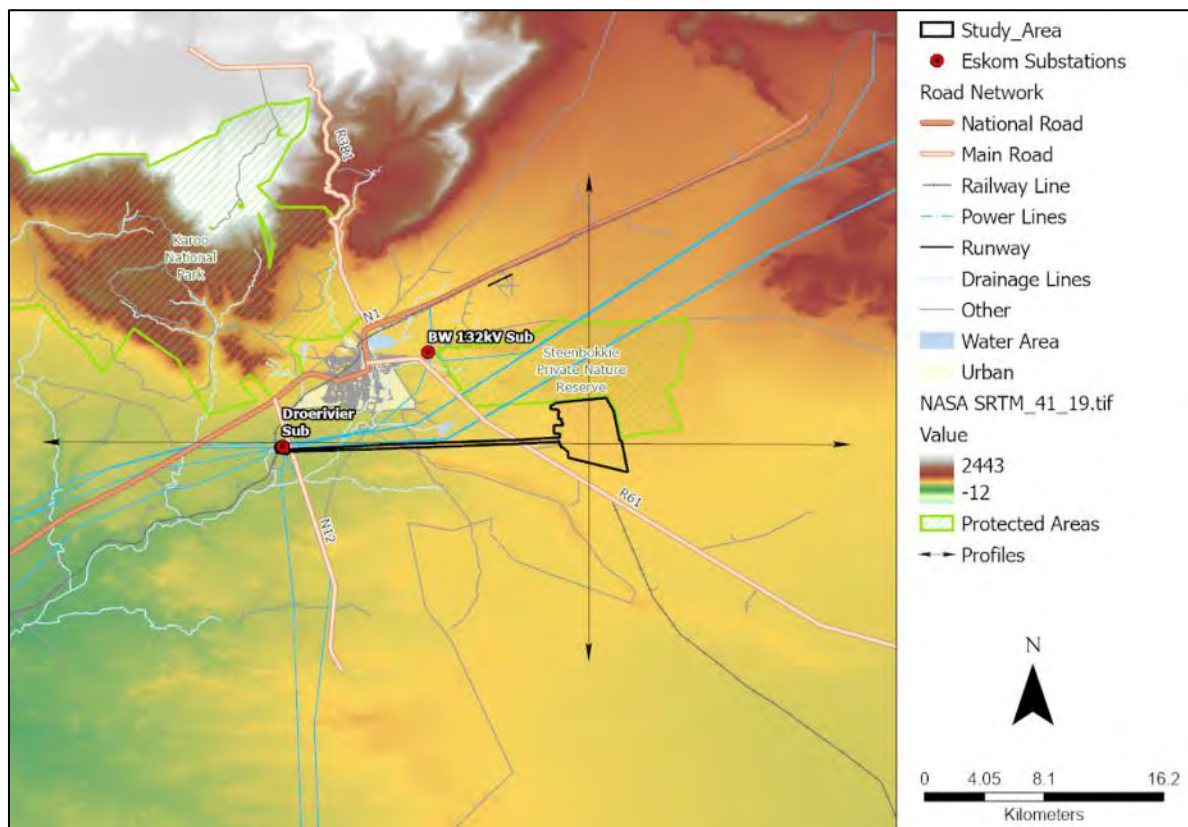 R381
Karoo
National
Park
N1
BW 132kV Sub
Steenbokkie
Private Nature
Reserve
Droerivier
Sub
R61
N12
Study_Area
Eskom Substations
Road Network
National Road
Main Road
Railway Line
Power Lines
Runway
Drainage Lines
Other
Water Area
Urban
NASA SRTM_41_19.tif
Value
2443
-12
Protected Areas
Profiles
N
0 4.05 8.1 16.2
Kilometers